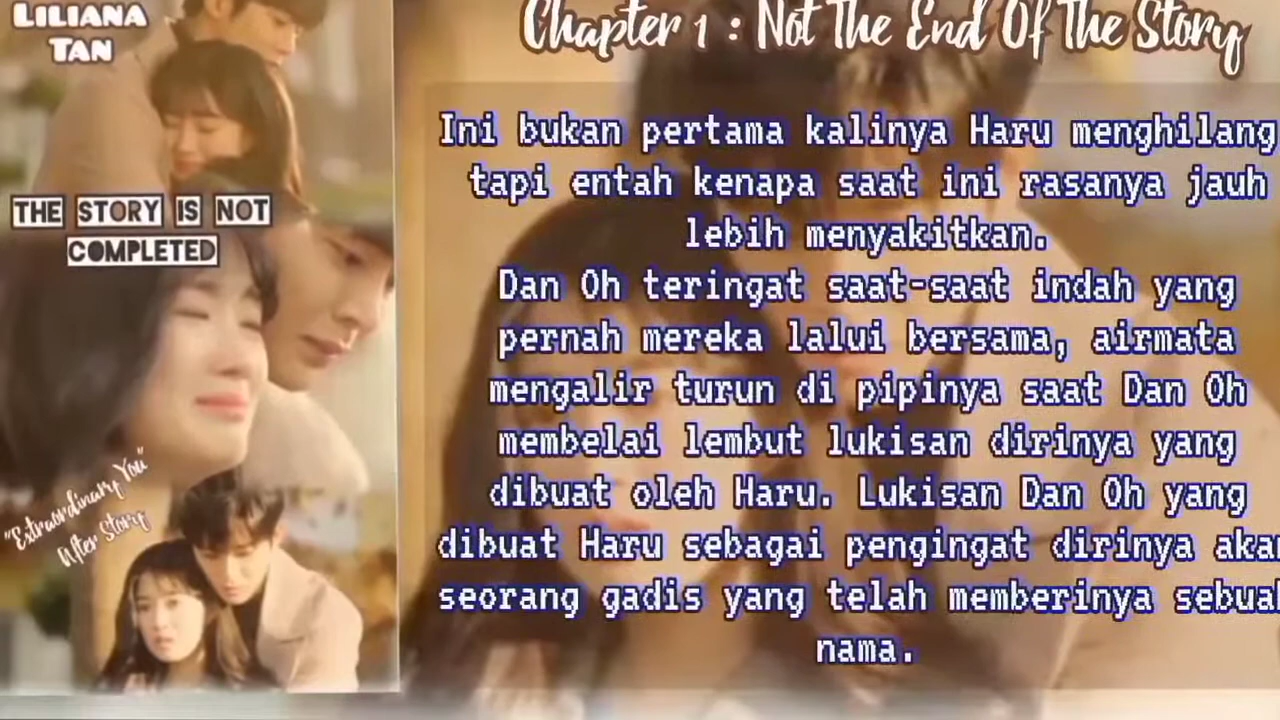 LILIANA
TAN
THE STORY IS NOT
COMPLETED
"Extraordinary You"
After Story
Chapter 1 : Not The End Of The Story
Ini bukan pertama kalinya Haru menghilang
tapi entah kenapa saat ini rasanya jauh
lebih menyakitkan.
Dan Oh teringat saat-saat indah yang
pernah mereka lalui bersama, airmata
mengalir turun di pipinya saat Dan Oh
membelai lembut lukisan dirinya yang
dibuat oleh Haru. Lukisan Dan Oh yang
dibuat Haru sebagai pengingat dirinya akan
seorang gadis yang telah memberinya sebuah
nama.